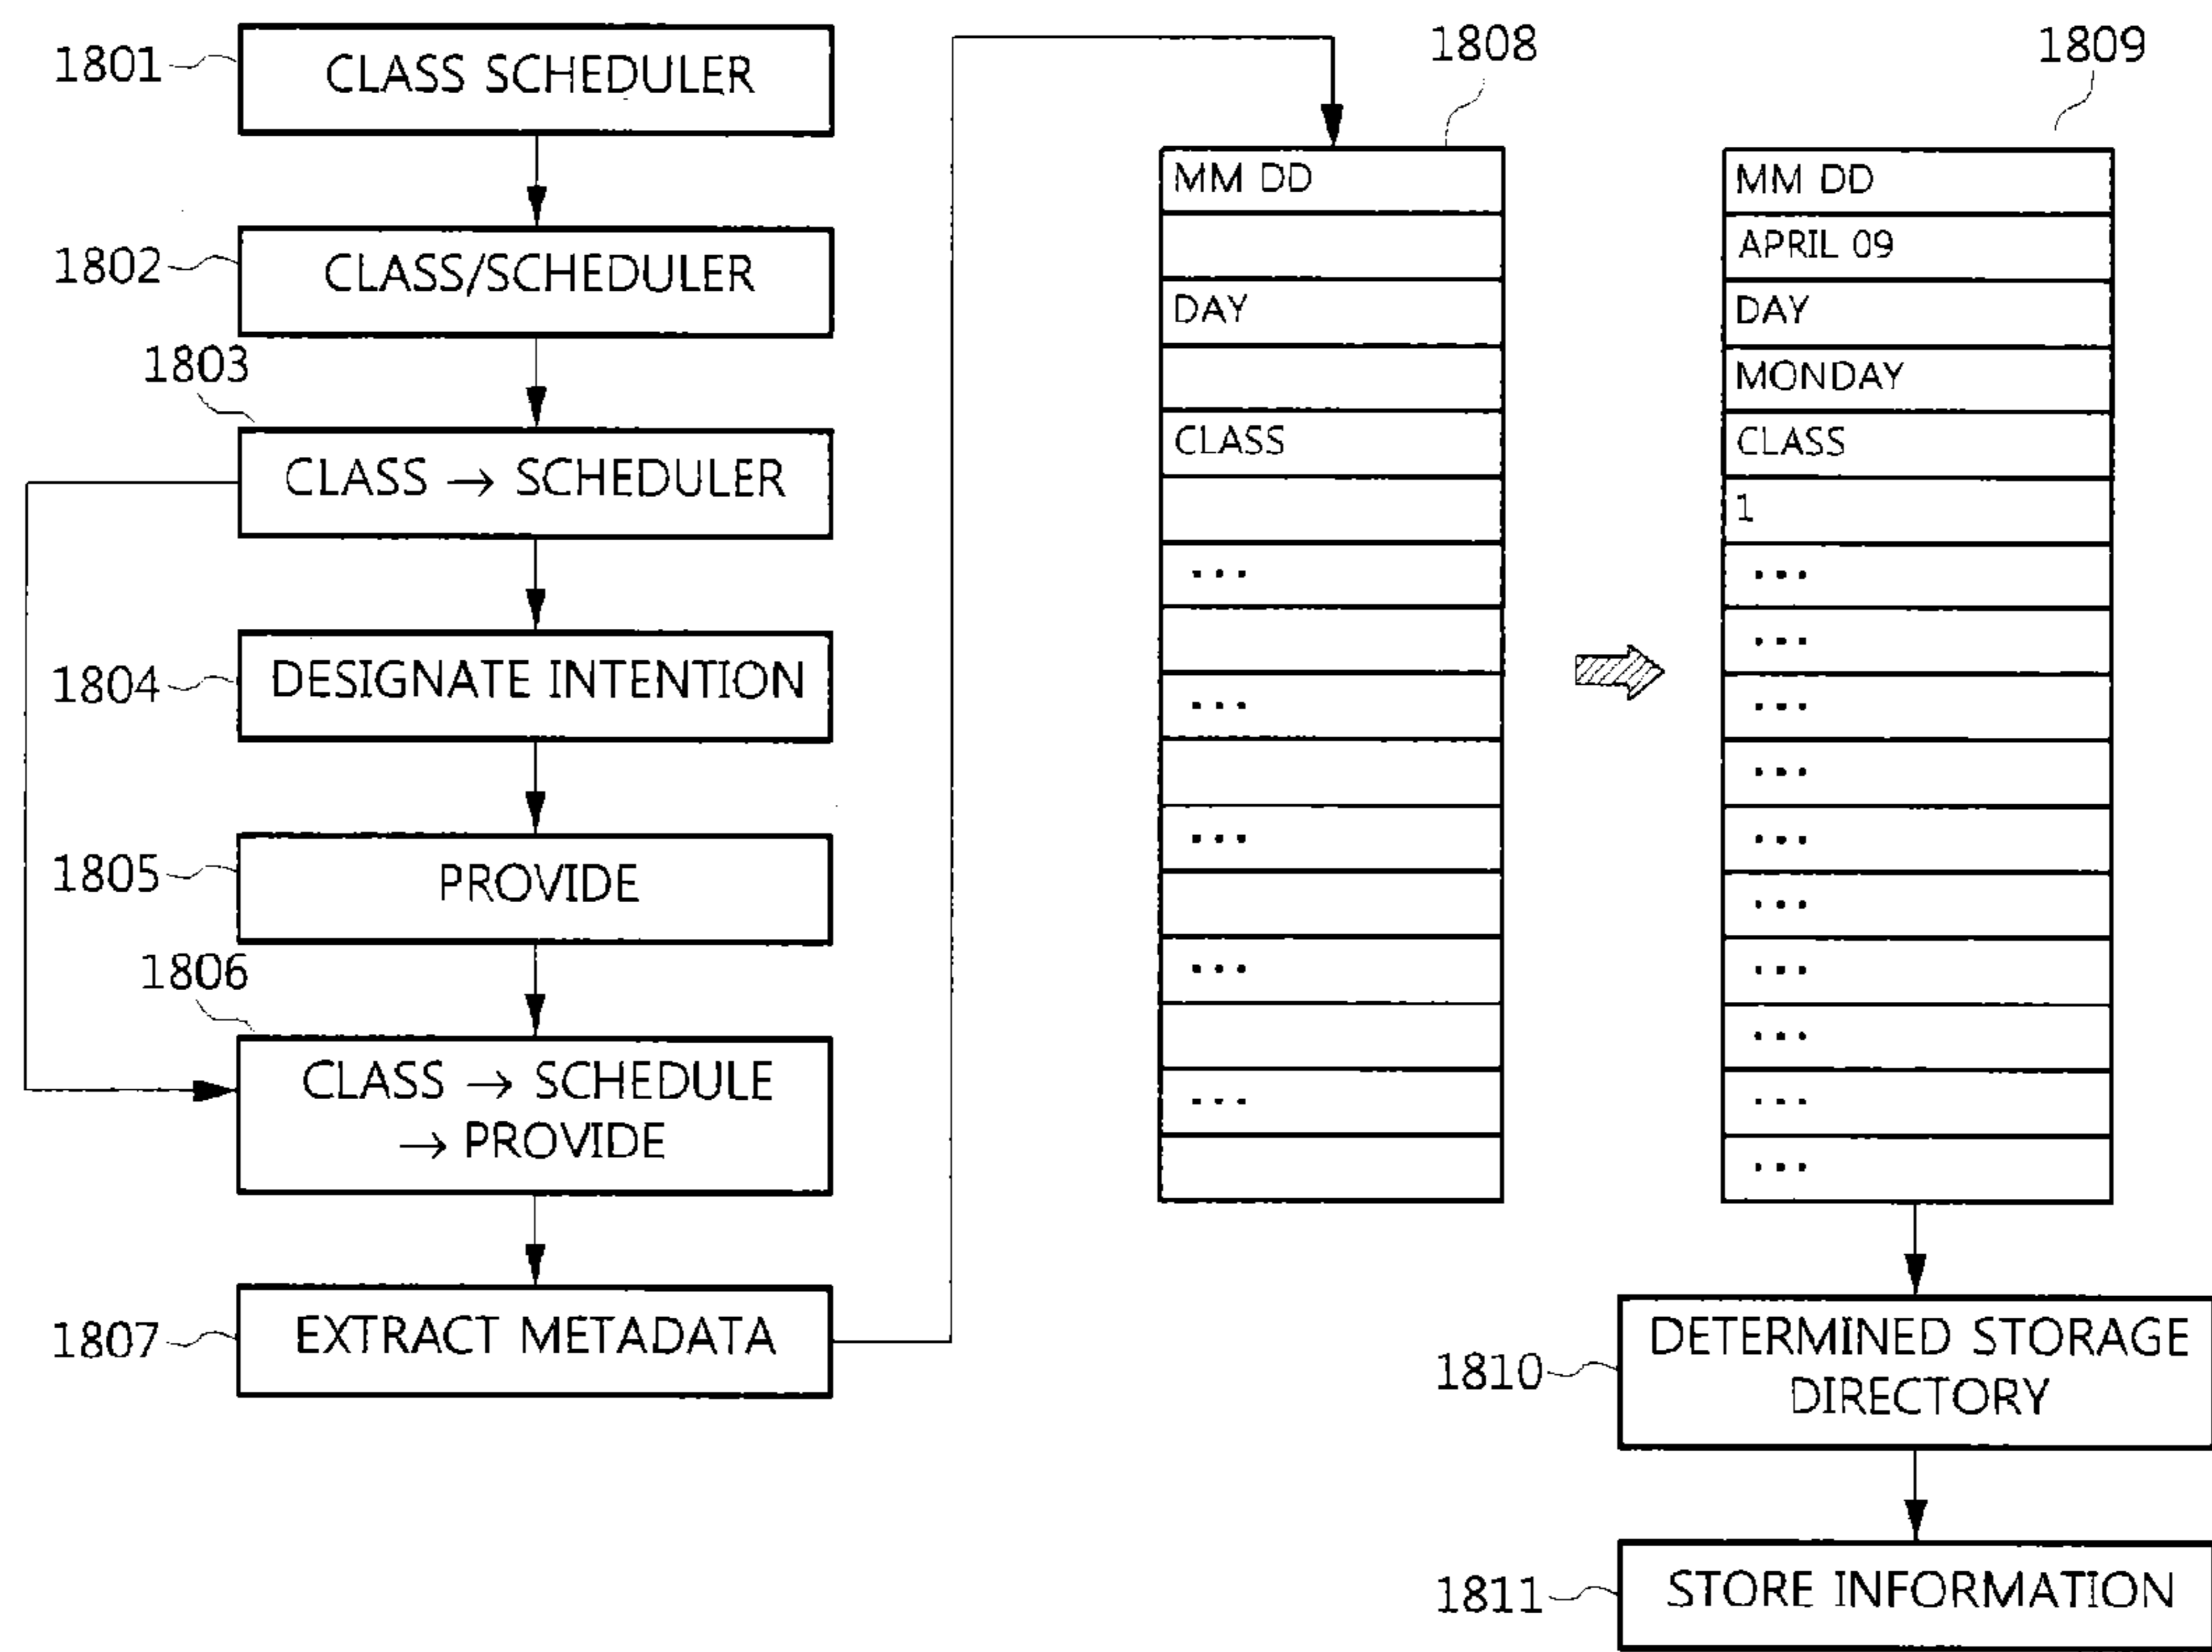 1801
CLASS SCHEDULER
1802
CLASS/SCHEDULER
1803
CLASS → SCHEDULER
1804
DESIGNATE INTENTION
1805
PROVIDE
1806
CLASS → SCHEDULE
→ PROVIDE
1807
EXTRACT METADATA
1808
MM DD
DAY
CLASS
...
...
...
...
...
1809
MM DD
APRIL 09
DAY
MONDAY
CLASS
1
...
...
...
...
...
...
...
...
...
...
1810
DETERMINED STORAGE
DIRECTORY
1811
STORE INFORMATION